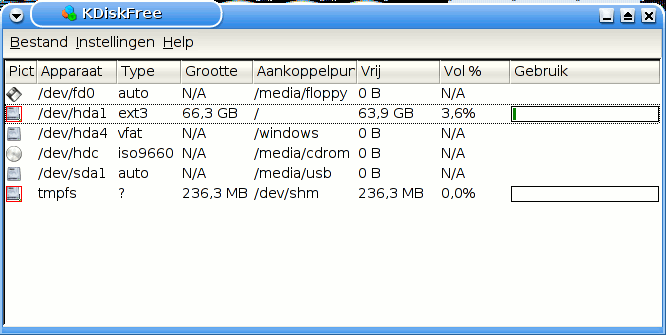 KDiskFree
Bestand Instellingen Help
Pict Apparaat Type Grootte Aankoppelpun Vrij Vol % Gebruik
/dev/fd0 auto N/A /media/floppy 0 B N/A
/dev/hda1 ext3 66,3 GB / 63,9 GB 3,6%
/dev/hda4 vfat N/A /windows 0 B N/A
/dev/hdc iso9660 N/A /media/cdrom 0 B N/A
/dev/sda1 auto N/A /media/usb 0 B N/A
tmpfs ? 236,3 MB /dev/shm 236,3 MB 0,0%